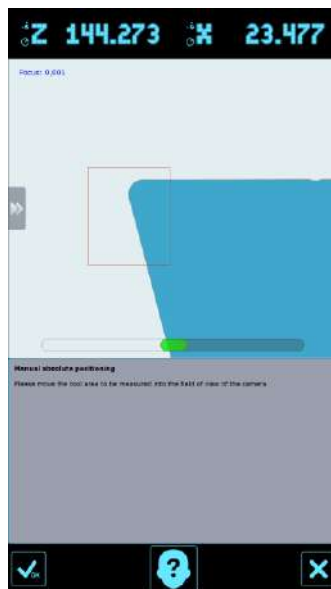 Z 144.273 X 23.477
Focus: 0,001
Manual absolute positioning
Please move the tool area to be measured into the field of view of the camera
OK
?